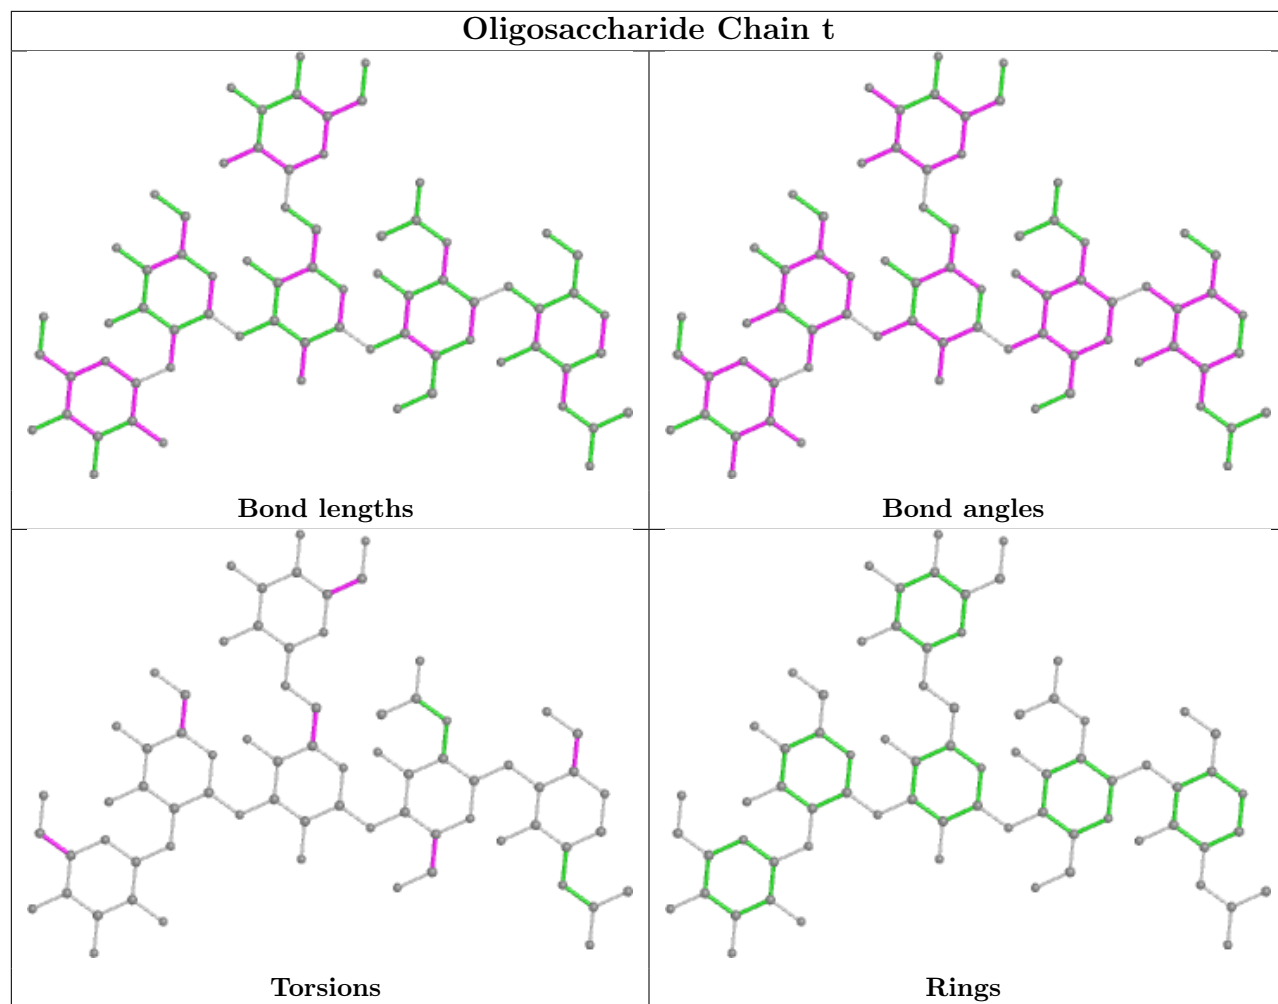 Oligosaccharide Chain t
Bond lengths
Bond angles
Torsions
Rings